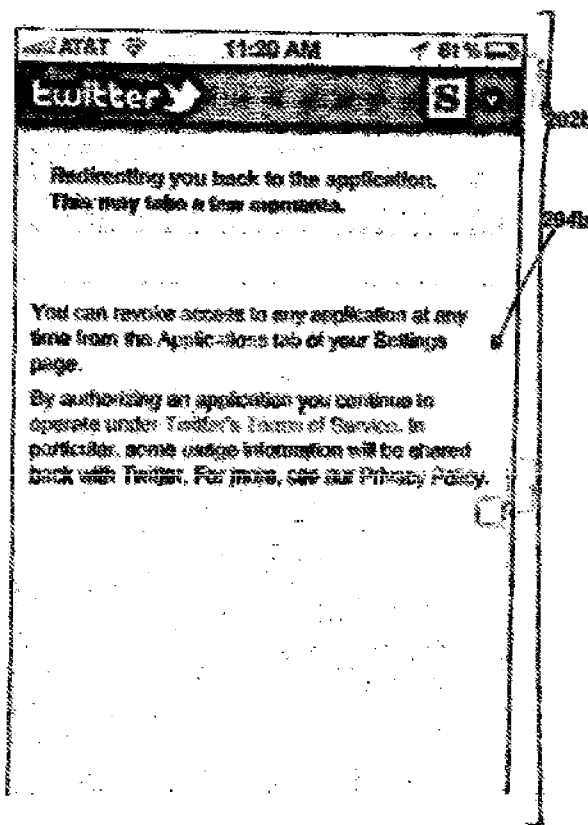 AT&T 11:20 AM 81%
twitter S
202b
Redirecting you back to the application.
This may take a few moments.
204b
You can revoke access to any application at any
time from the Applications tab of your Settings
page.
By authorizing an application you continue to
operate under Twitter's Terms of Service. In
particular, some usage information will be shared
back with Twitter. For more, see our Privacy Policy.